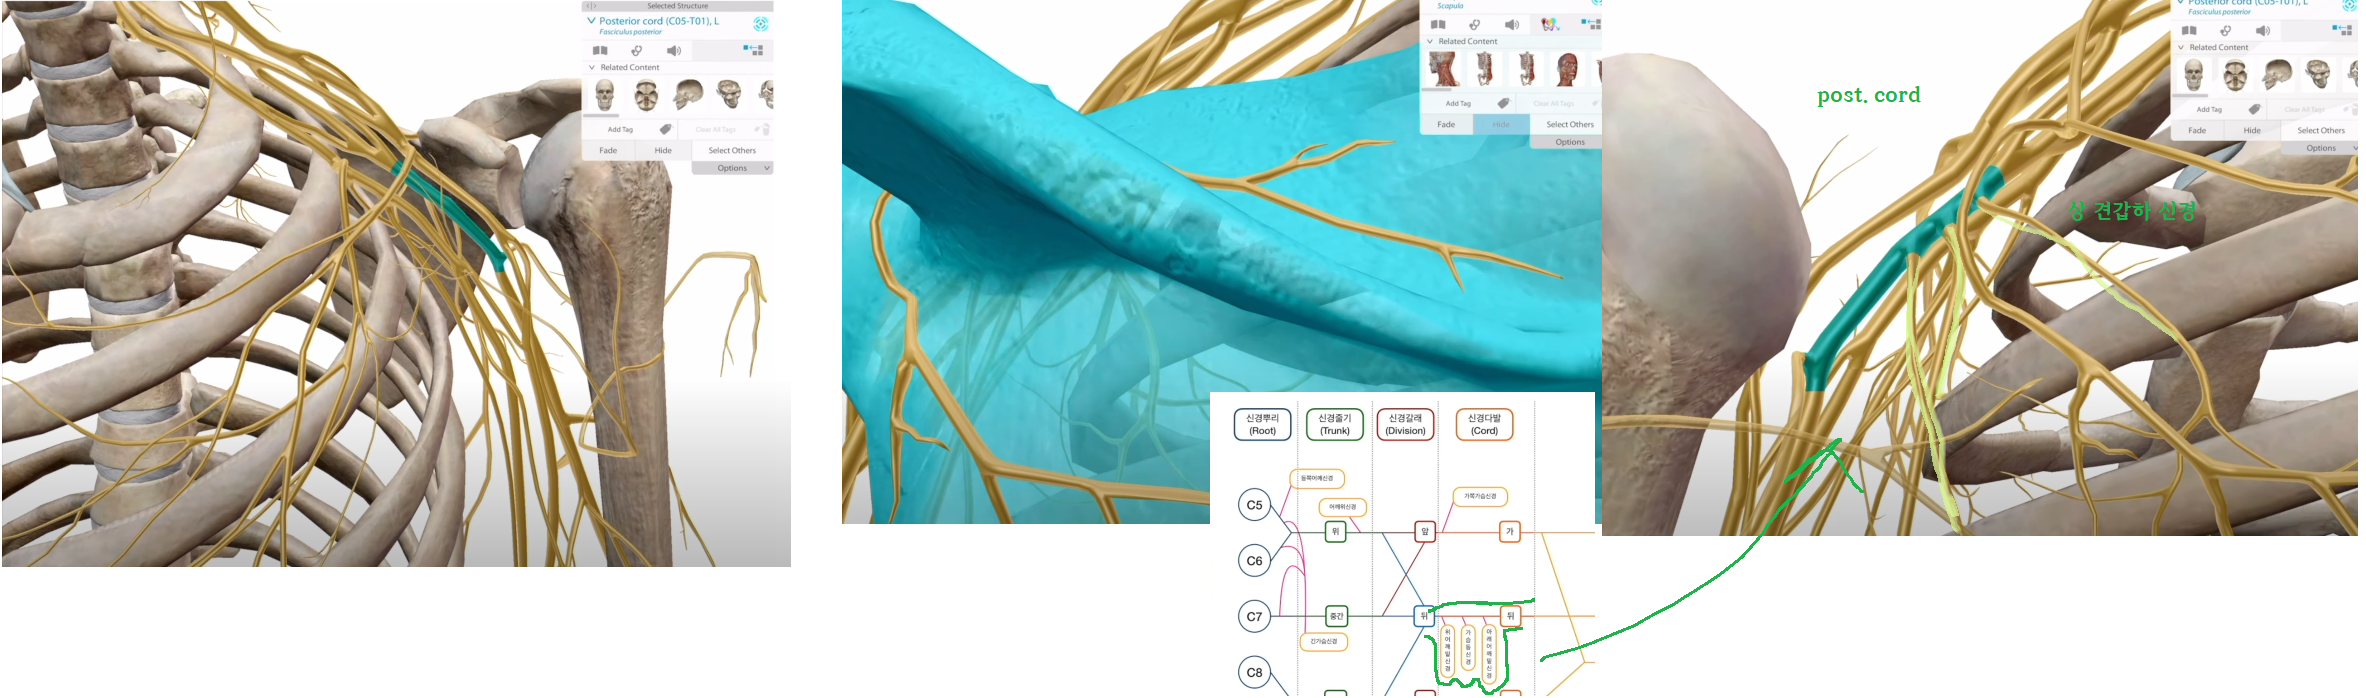 Selected Structure
Posterior cord (C05-T01), L
Fasciculus posterior
Related Content
Add Tag
Clear All Tags
Fade
Hide
Select Others
Options
Scapula
Related Content
Add Tag
Clear All Tags
Fade
Hide
Select Others
Options
Posterior cord (C05-T01), L
Fasciculus posterior
Related Content
Add Tag
Clear All Tags
Fade
Hide
Select Others
Options
post. cord
상 견갑하 신경
신경뿌리
(Root)
신경줄기
(Trunk)
신경갈래
(Division)
신경다발
(Cord)
등쪽어깨신경
가쪽가슴신경
어깨위신경
C5
위
앞
가
C6
C7
중간
뒤
뒤
위어깨밑신경
가슴등신경
아래어깨밑신경
긴가슴신경
C8